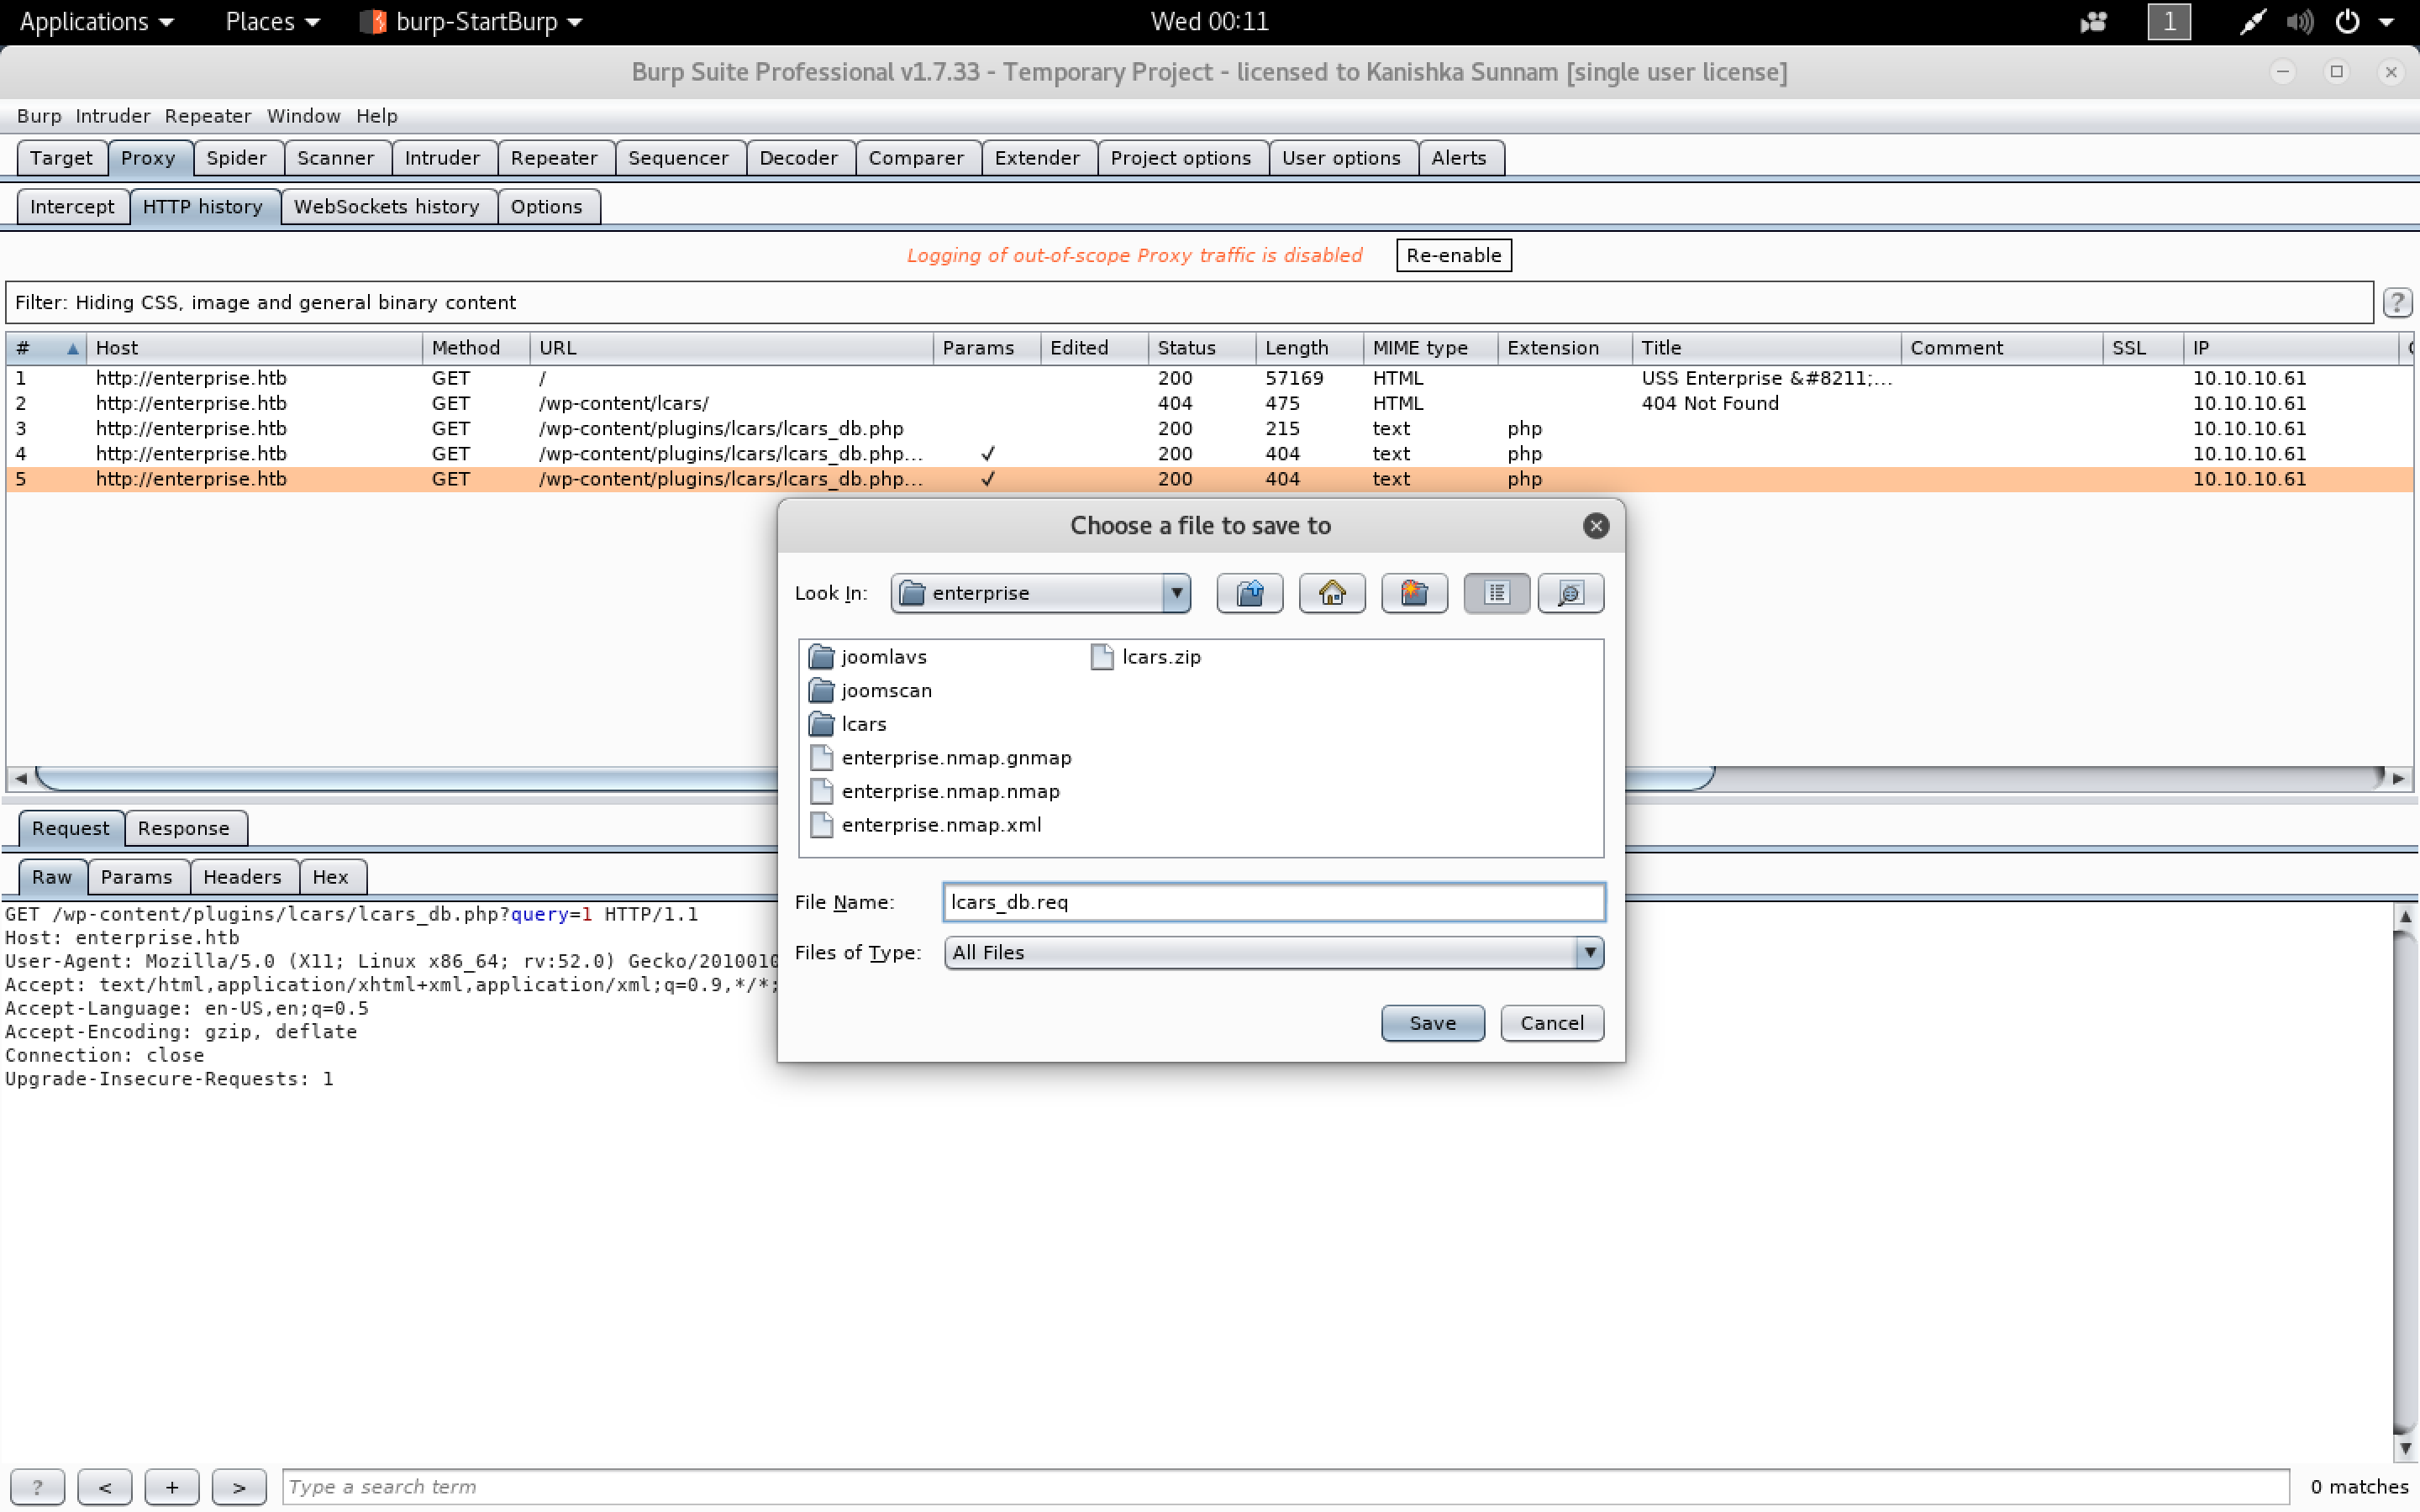 Applications Places burp-StartBurp Wed 00:11 1
Burp Suite Professional v1.7.33 - Temporary Project - licensed to Kanishka Sunnam [single user license]
Burp Intruder Repeater Window Help
Target Proxy Spider Scanner Intruder Repeater Sequencer Decoder Comparer Extender Project options User options Alerts
Intercept HTTP history WebSockets history Options
Logging of out-of-scope Proxy traffic is disabled Re-enable
Filter: Hiding CSS, image and general binary content ?
# Host Method URL Params Edited Status Length MIME type Extension Title Comment SSL IP
1 http://enterprise.htb GET / 200 57169 HTML USS Enterprise &#8211;... 10.10.10.61
2 http://enterprise.htb GET /wp-content/lcars/ 404 475 HTML 404 Not Found 10.10.10.61
3 http://enterprise.htb GET /wp-content/plugins/lcars/lcars_db.php 200 215 text php 10.10.10.61
4 http://enterprise.htb GET /wp-content/plugins/lcars/lcars_db.php... ✓ 200 404 text php 10.10.10.61
5 http://enterprise.htb GET /wp-content/plugins/lcars/lcars_db.php... ✓ 200 404 text php 10.10.10.61
Choose a file to save to
Look In: enterprise
joomlavs lcars.zip
joomscan
lcars
enterprise.nmap.gnmap
enterprise.nmap.nmap
enterprise.nmap.xml
File Name: lcars_db.req
Files of Type: All Files
Save Cancel
Request Response
Raw Params Headers Hex
GET /wp-content/plugins/lcars/lcars_db.php?query=1 HTTP/1.1
Host: enterprise.htb
User-Agent: Mozilla/5.0 (X11; Linux x86_64; rv:52.0) Gecko/2010010
Accept: text/html,application/xhtml+xml,application/xml;q=0.9,*/*;
Accept-Language: en-US,en;q=0.5
Accept-Encoding: gzip, deflate
Connection: close
Upgrade-Insecure-Requests: 1
? < + > Type a search term 0 matches